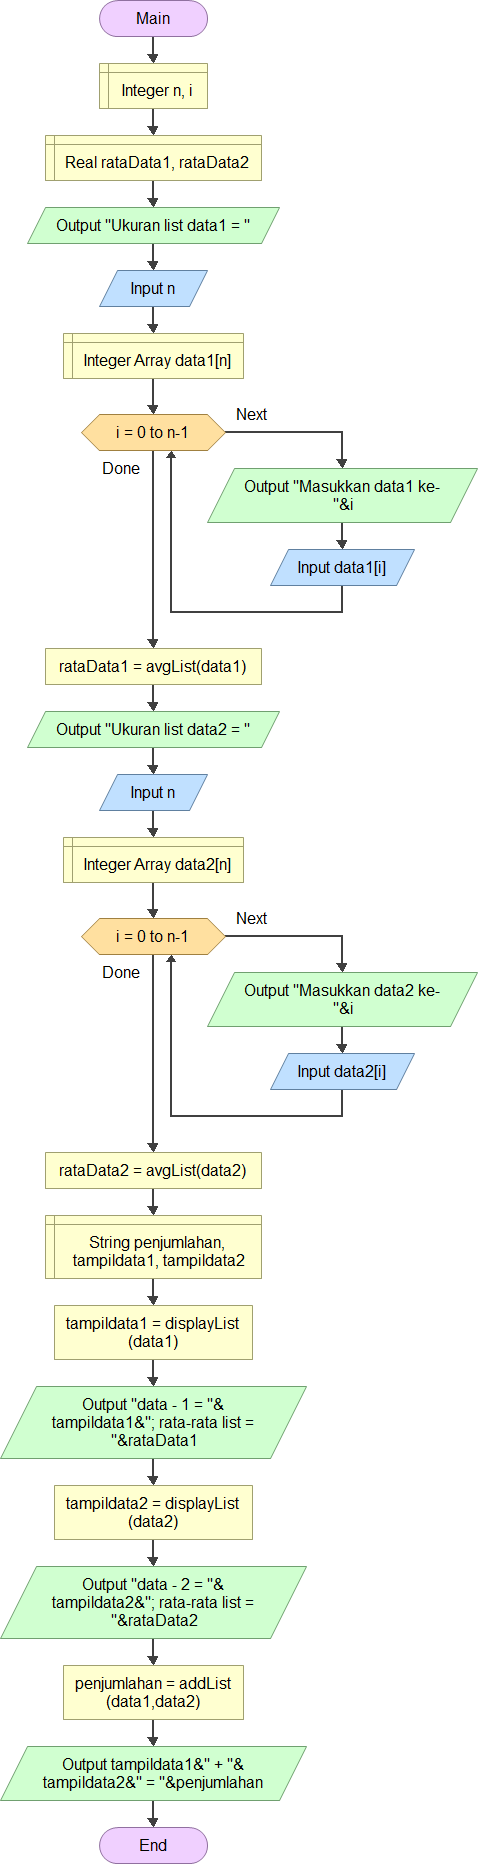 Main
Integer n, i
Real rataData1, rataData2
Output "Ukuran list data1 = "
Input n
Integer Array data1[n]
i = 0 to n-1
Next
Done
Output "Masukkan data1 ke-
"&i
Input data1[i]
rataData1 = avgList(data1)
Output "Ukuran list data2 = "
Input n
Integer Array data2[n]
i = 0 to n-1
Next
Done
Output "Masukkan data2 ke-
"&i
Input data2[i]
rataData2 = avgList(data2)
String penjumlahan,
tampildata1, tampildata2
tampildata1 = displayList
(data1)
Output "data - 1 = "&
tampildata1&"; rata-rata list =
"&rataData1
tampildata2 = displayList
(data2)
Output "data - 2 = "&
tampildata2&"; rata-rata list =
"&rataData2
penjumlahan = addList
(data1,data2)
Output tampildata1&" + "&
tampildata2&" = "&penjumlahan
End